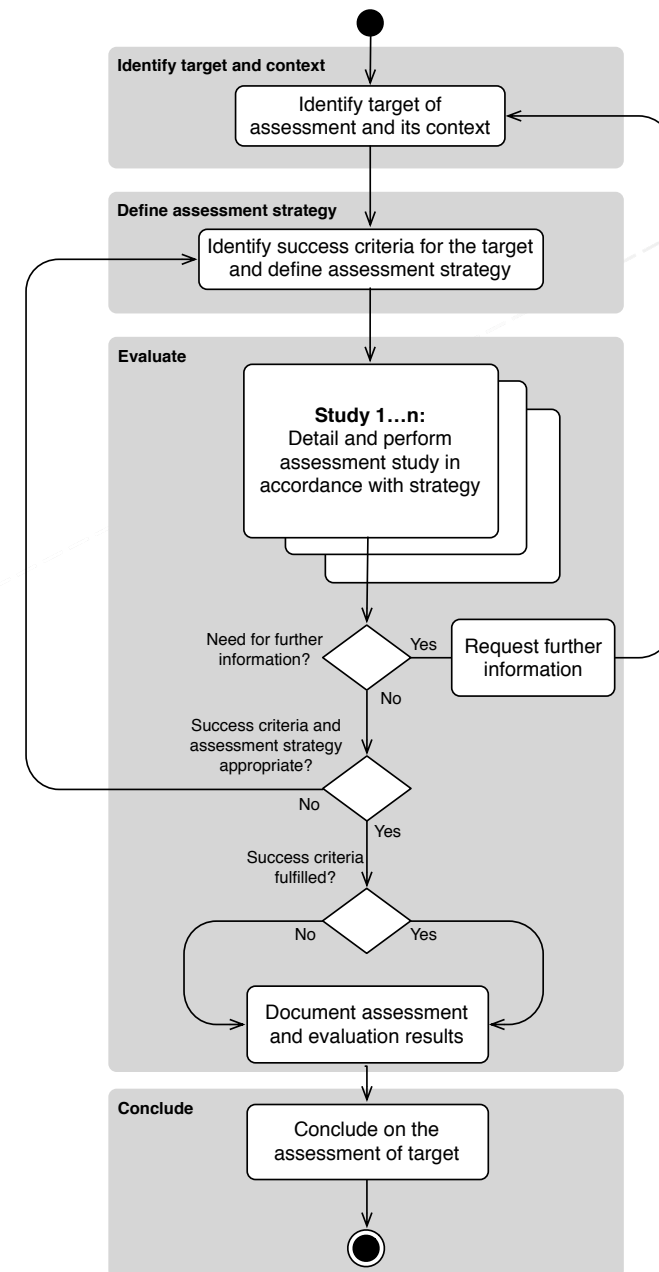 Identify target and context
Identify target of
assessment and its context
Define assessment strategy
Identify success criteria for the target
and define assessment strategy
Evaluate
Study 1...n:
Detail and perform
assessment study in
accordance with strategy
Need for further
information?
Yes
Request further
information
No
Success criteria and
assessment strategy
appropriate?
No
Yes
Success criteria
fulfilled?
No
Yes
Document assessment
and evaluation results
Conclude
Conclude on the
assessment of target